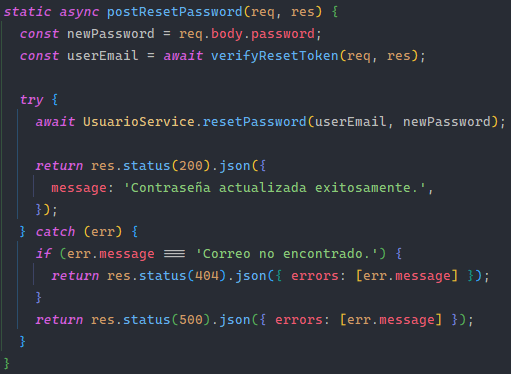 static async postResetPassword(req, res) {
  const newPassword = req.body.password;
  const userEmail = await verifyResetToken(req, res);

  try {
    await UsuarioService.resetPassword(userEmail, newPassword);

    return res.status(200).json({
      message: 'Contraseña actualizada exitosamente.',
    });
  } catch (err) {
    if (err.message === 'Correo no encontrado.') {
      return res.status(404).json({ errors: [err.message] });
    }
    return res.status(500).json({ errors: [err.message] });
  }
}